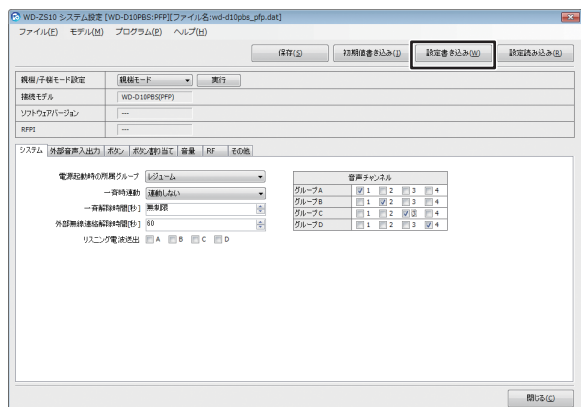 WD-ZS10 システム設定 [WD-D10PBS:PFP][ファイル名:wd-d10pbs_pfp.dat]
ファイル(F) モデル(M) プログラム(P) ヘルプ(H)
保存(S) 初期値書き込み(I) 設定書き込み(W) 設定読み込み(R)
親機/子機モード設定 親機モード 実行
接続モデル WD-D10PBS(PFP)
ソフトウェアバージョン ---
RFPI ---
システム 外部音声入出力 ボタン ボタン割り当て 音量 RF その他
電源起動時の所属グループ レジューム
一斉時連動 連動しない
一斉解除時間[秒] 無制限
外部無線連絡解除時間[秒] 60
リスニング電波送出 A B C D
音声チャンネル
グループA 1 2 3 4
グループB 1 2 3 4
グループC 1 2 3 4
グループD 1 2 3 4
閉じる(C)